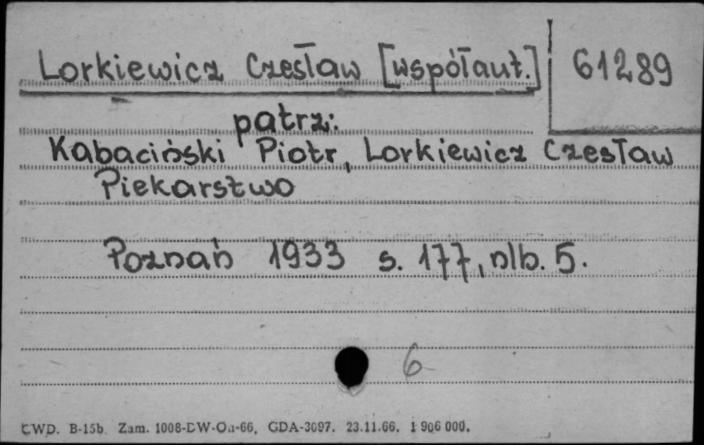 Lorkiewicz Czesław [współaut.] 61289
patrz:
Kabaciński Piotr, Lorkiewicz Czesław
Piekarstwo
Poznań 1933 s. 177, nlb. 5.
6
CWD. B-15b. Zam. 1008-DW-Oa-66, GDA-3097. 23.11.66. 1 906 000.